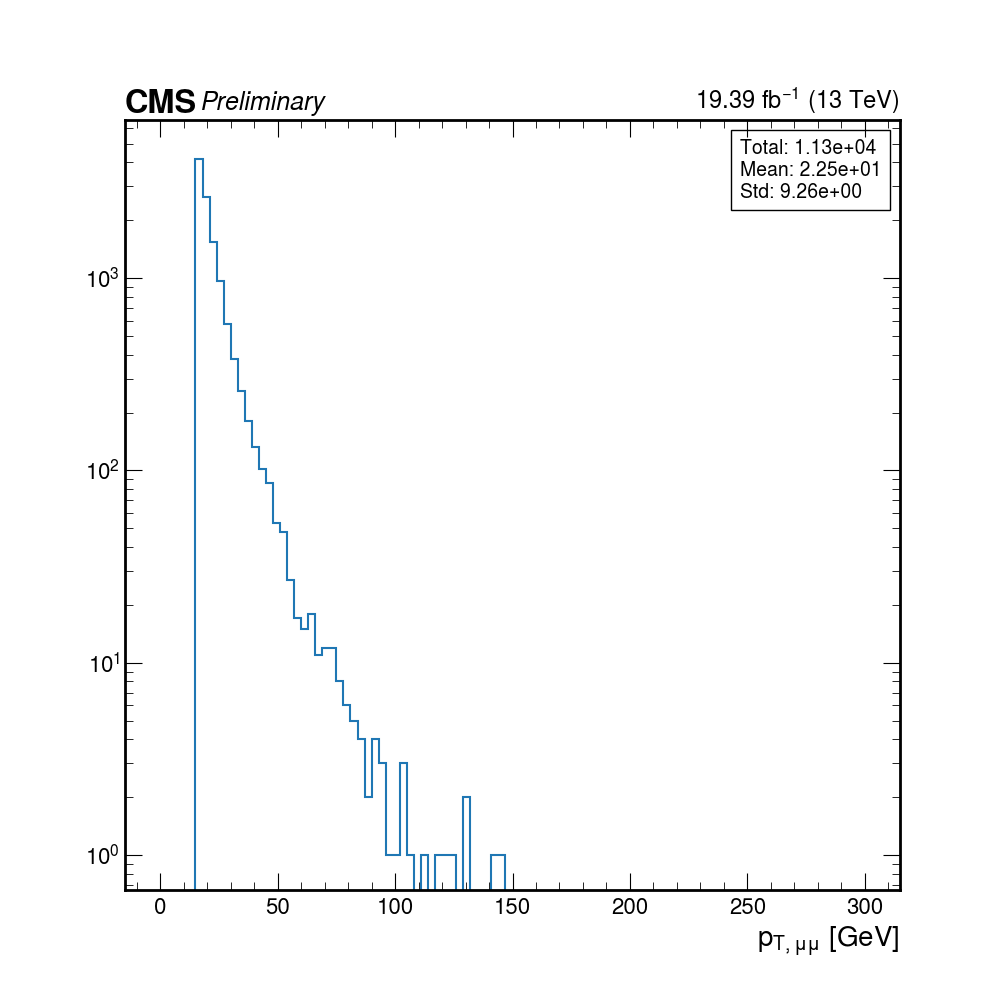 CMS Preliminary 19.39 fb⁻¹ (13 TeV)
Total: 1.13e+04
Mean: 2.25e+01
Std: 9.26e+00
10³
10²
10¹
10⁰
0 50 100 150 200 250 300
p_T, μμ [GeV]